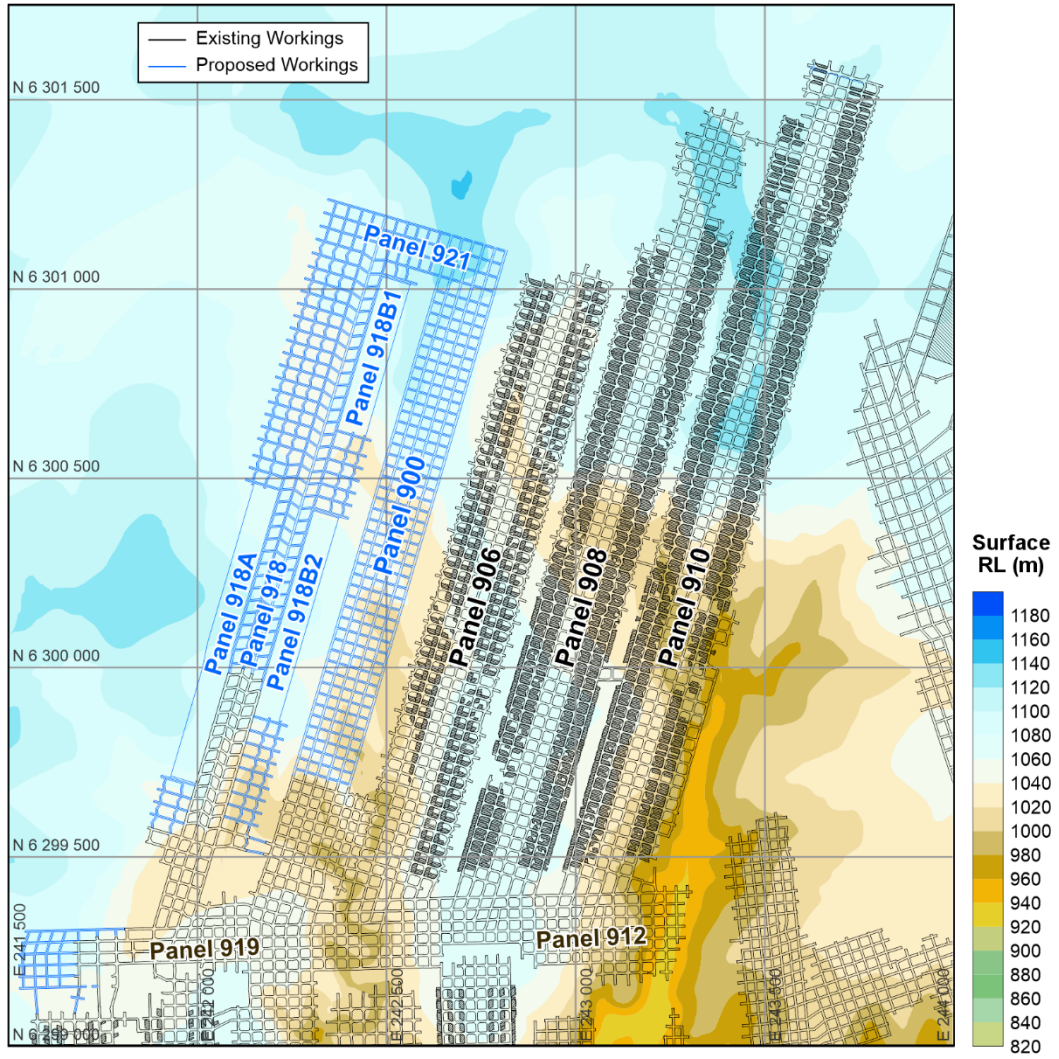 Existing Workings
Proposed Workings
N 6 301 500
Panel 921
N 6 301 000
Panel 918B1
N 6 300 500
Panel 900
Panel 906
Panel 908
Panel 910
Panel 918A
Panel 918
Panel 918B2
N 6 300 000
N 6 299 500
Panel 919
Panel 912
N 6 299 000
E 241 500
E 242 000
E 242 500
E 243 000
E 243 500
E 244 000
Surface
RL (m)
1180
1160
1140
1120
1100
1080
1060
1040
1020
1000
980
960
940
920
900
880
860
840
820